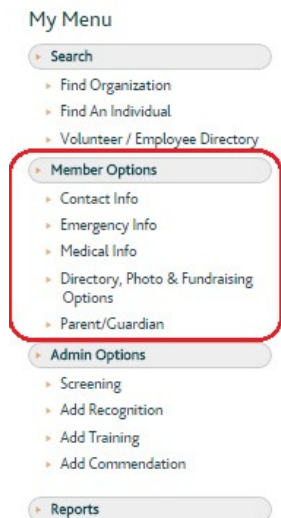 My Menu
Search
Find Organization
Find An Individual
Volunteer / Employee Directory
Member Options
Contact Info
Emergency Info
Medical Info
Directory, Photo & Fundraising
Options
Parent/Guardian
Admin Options
Screening
Add Recognition
Add Training
Add Commendation
Reports